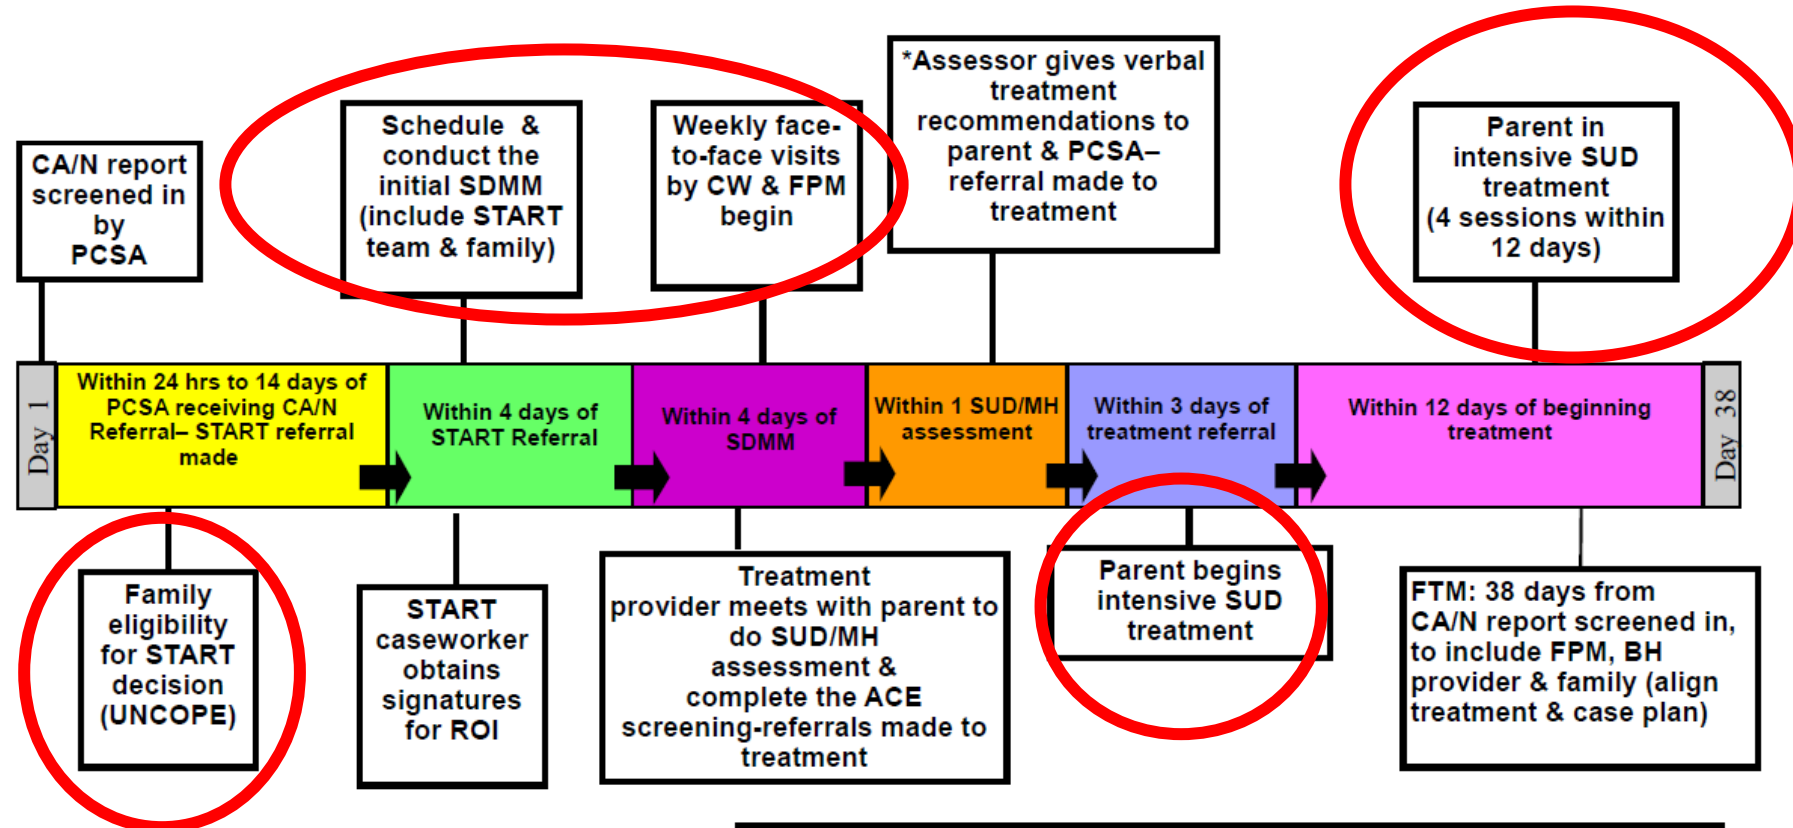 CA/N report
screened in
by
PCSA
Schedule  &
conduct the
initial SDMM
(include START
team & family)
Weekly face-
to-face visits
by CW & FPM
begin
*Assessor gives verbal
treatment
recommendations to
parent & PCSA–
referral made to
treatment
Parent in
intensive SUD
treatment
(4 sessions within
12 days)
Day 1
Within 24 hrs to 14 days of
PCSA receiving CA/N
Referral– START referral
made
Within 4 days of
START Referral
Within 4 days of
SDMM
Within 1 SUD/MH
assessment
Within 3 days of
treatment referral
Within 12 days of beginning
treatment
Day 38
Family
eligibility
for START
decision
(UNCOPE)
START
caseworker
obtains
signatures
for ROI
Treatment
provider meets with parent to
do SUD/MH
assessment &
complete the ACE
screening-referrals made to
treatment
Parent begins
intensive SUD
treatment
FTM: 38 days from
CA/N report screened in,
to include FPM, BH
provider & family (align
treatment & case plan)